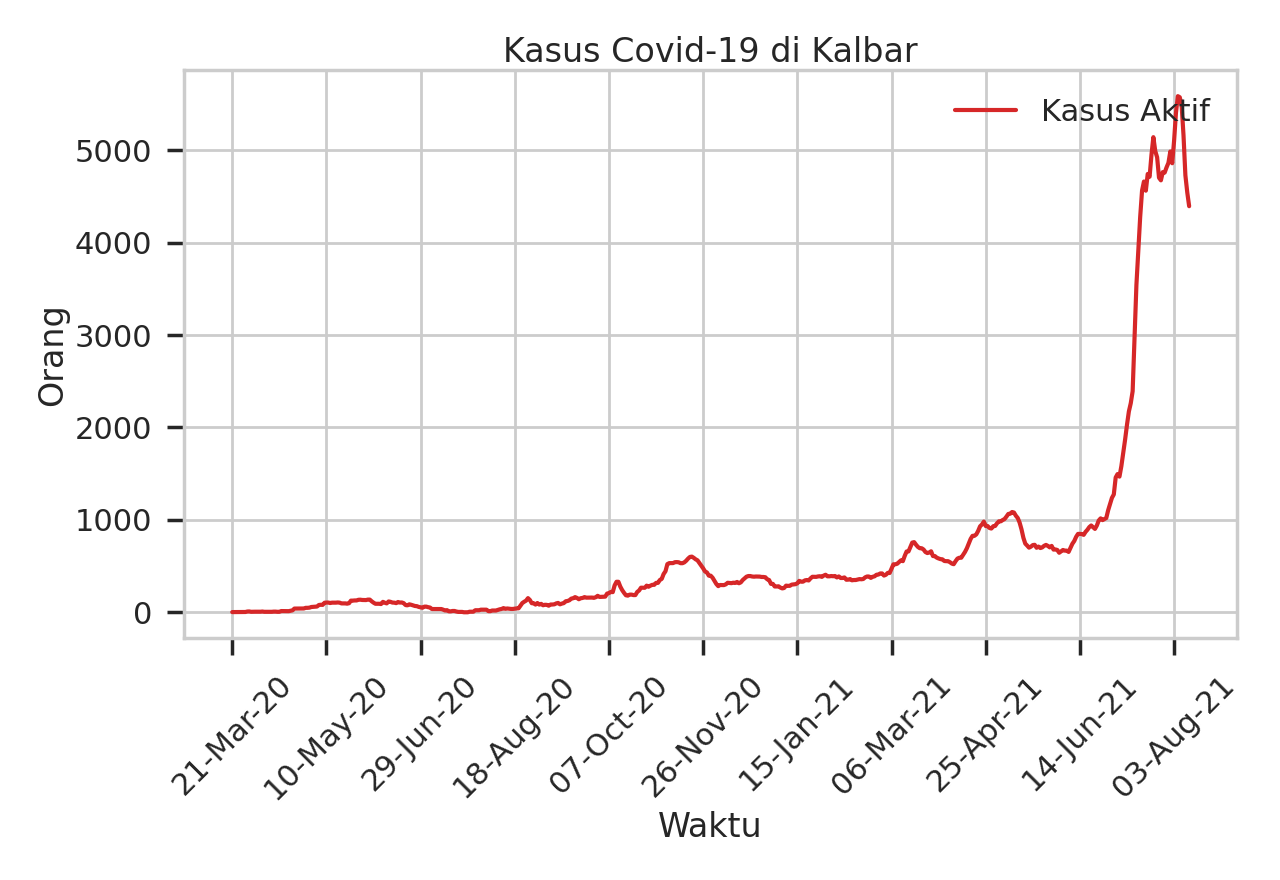 Kasus Covid-19 di Kalbar
Kasus Aktif
Orang
5000
4000
3000
2000
1000
0
21-Mar-20
10-May-20
29-Jun-20
18-Aug-20
07-Oct-20
26-Nov-20
15-Jan-21
06-Mar-21
25-Apr-21
14-Jun-21
03-Aug-21
Waktu